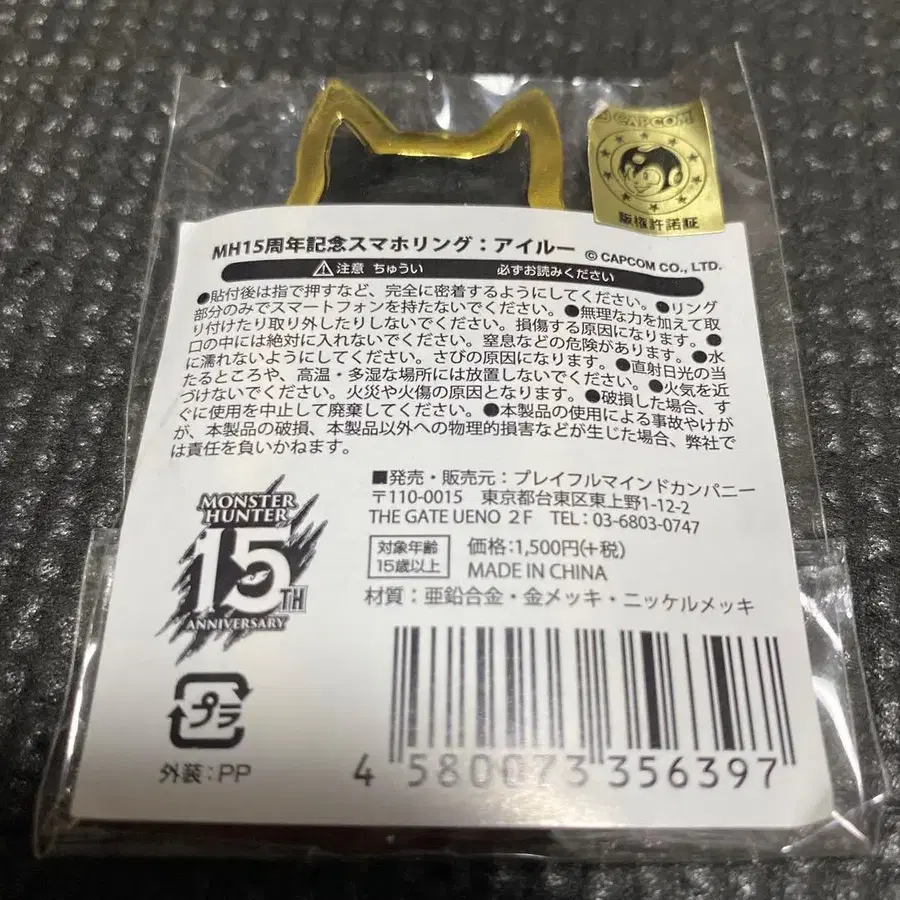 ©CAPCOM
版権許諾証
MH15周年記念スマホリング：アイルー
© CAPCOM CO., LTD.
⚠注意 ちゅうい 必ずお読みください
●貼付後は指で押すなど、完全に密着するようにしてください。●リング
部分のみでスマートフォンを持たないでください。●無理な力を加えて取
り付けたり取り外したりしないでください。損傷する原因になります。●
口の中には絶対に入れないでください。窒息などの危険があります。●水
に濡れないようにしてください。さびの原因になります。●直射日光の当
たるところや、高温・多湿な場所には放置しないでください。●火気を近
づけないでください。火災や火傷の原因となります。●破損した場合、す
ぐに使用を中止して廃棄してください。●本製品の使用による事故やけが
が、本製品の破損、本製品以外への物理的損害などが生じた場合、弊社で
は責任を負いかねます。
■発売・販売元：プレイフルマインドカンパニー
〒110-0015 東京都台東区東上野1-12-2
THE GATE UENO 2F TEL：03-6803-0747
対象年齢
15歳以上
価格：1,500円(+税)
MADE IN CHINA
材質：亜鉛合金・金メッキ・ニッケルメッキ
MONSTER
HUNTER
15TH
ANNIVERSARY
プラ
外装：PP
4 580073 356397